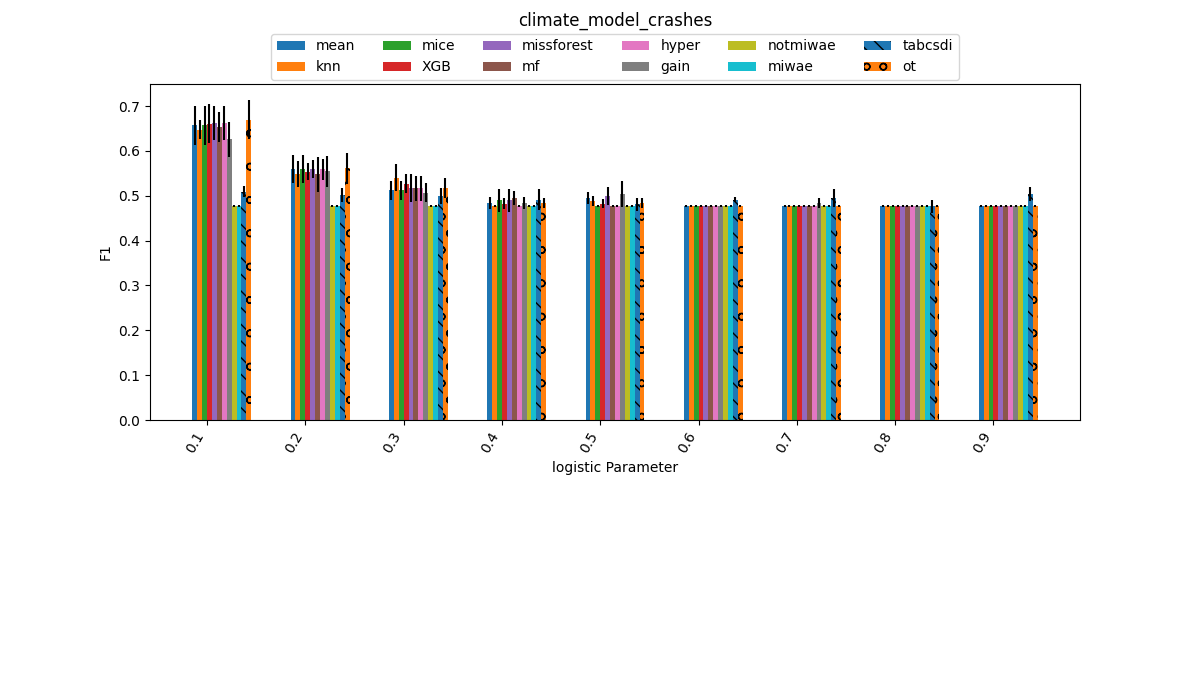 climate_model_crashes
mean mice missforest hyper notmiwae tabcsdi
knn XGB mf gain miwae ot
0.7
0.6
0.5
0.4
0.3
0.2
0.1
0.0
F1
0.1 0.2 0.3 0.4 0.5 0.6 0.7 0.8 0.9
logistic Parameter